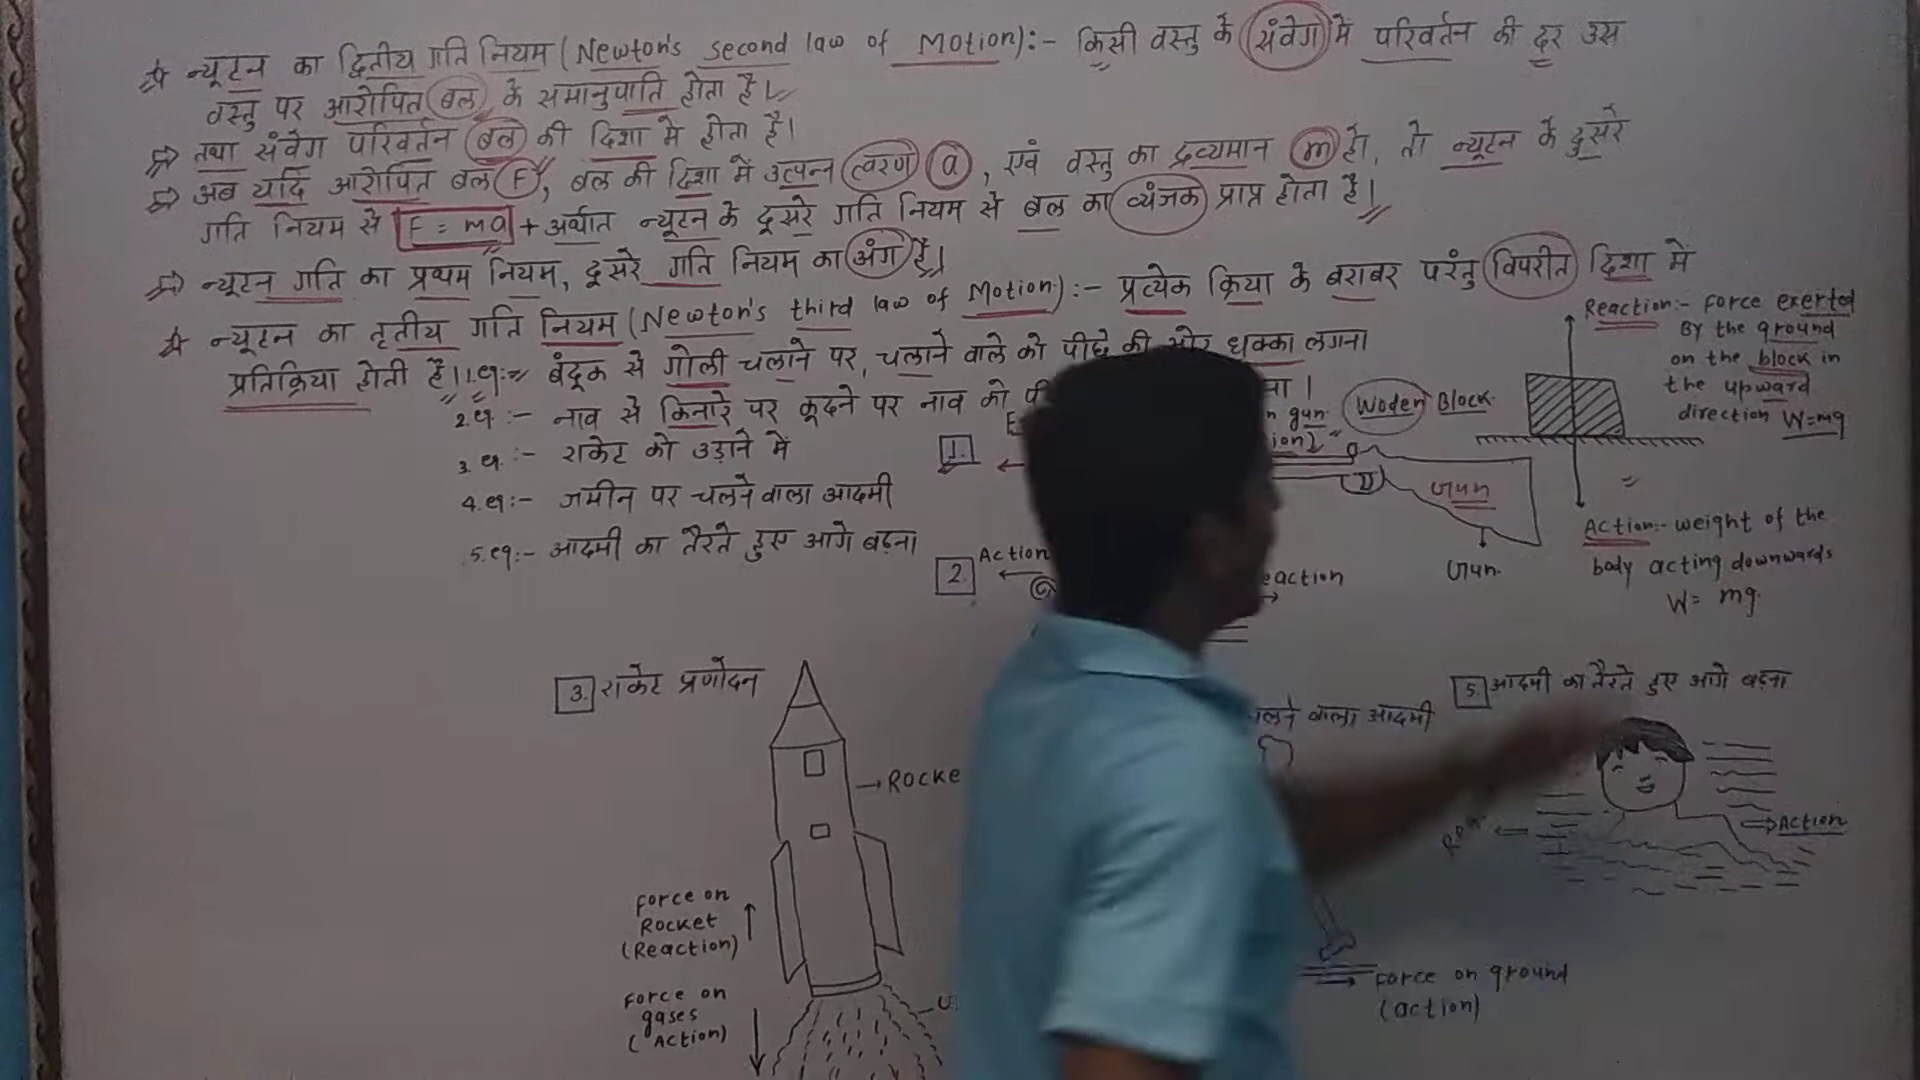 न्यूटन का द्वितीय गति नियम (Newton's second law of Motion):- किसी वस्तु के संवेग में परिवर्तन की दर उस
वस्तु पर आरोपित बल के समानुपाति होता है।
तथा संवेग परिवर्तन बल की दिशा मे होता है।
अब यदि आरोपित बल F, बल की दिशा में उत्पन्न त्वरण a, एवं वस्तु का द्रव्यमान m हो, तो न्यूटन के दुसरे
गति नियम से F = ma + अर्थात न्यूटन के दूसरे गति नियम से बल का व्यंजक प्राप्त होता है।
न्यूटन गति का प्रथम नियम, दूसरे गति नियम का अंग है।
न्यूटन का तृतीय गति नियम (Newton's third law of Motion):- प्रत्येक क्रिया के बराबर परंतु विपरीत दिशा में
प्रतिक्रिया होती है। 1.eg:- बंदूक से गोली चलाने पर, चलाने वाले को पीछे की ओर धक्का लगना
2.eg :- नाव से किनारे पर कूदने पर नाव को
3. eg. :- राकेट को उड़ाने में
4.eg:- जमीन पर चलने वाला आदमी
5.eg:- आदमी का तैरते हुए आगे बढ़ना
Reaction:- Force exerted
By the ground
on the block in
the upward
direction W=mg
Woden Block.
n gun.
1.
Gun
Gun.
Action:- weight of the
body acting downwards
W= mg.
2.
Action
eaction
3. राकेट प्रणोदन
Rocke
Force on
Rocket
(Reaction)
Force on
gases
(Action)
चलने वाला आदमी
Force on ground
(action)
5. आदमी का तैरते हुए आगे बढ़ना
Action